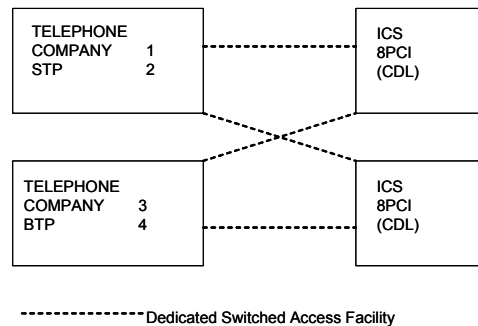 TELEPHONE
COMPANY 1
STP 2
ICS
8PCI
(CDL)
TELEPHONE
COMPANY 3
BTP 4
ICS
8PCI
(CDL)
Dedicated Switched Access Facility